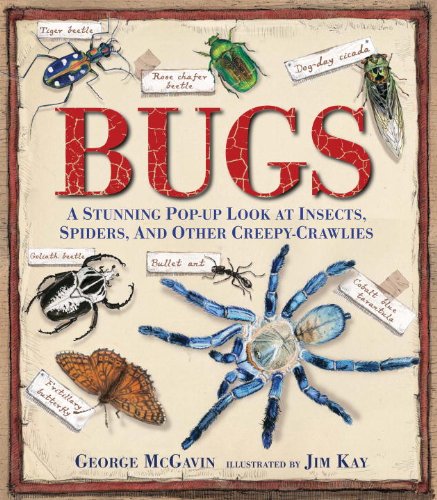 Tiger beetle
Rose chafer
beetle
Dog-day cicada
BUGS
A STUNNING POP-UP LOOK AT INSECTS,
SPIDERS, AND OTHER CREEPY-CRAWLIES
Goliath beetle
Bullet ant
Cobalt blue
tarantula
Fritillary
butterfly
GEORGE MCGAVIN ILLUSTRATED BY JIM KAY